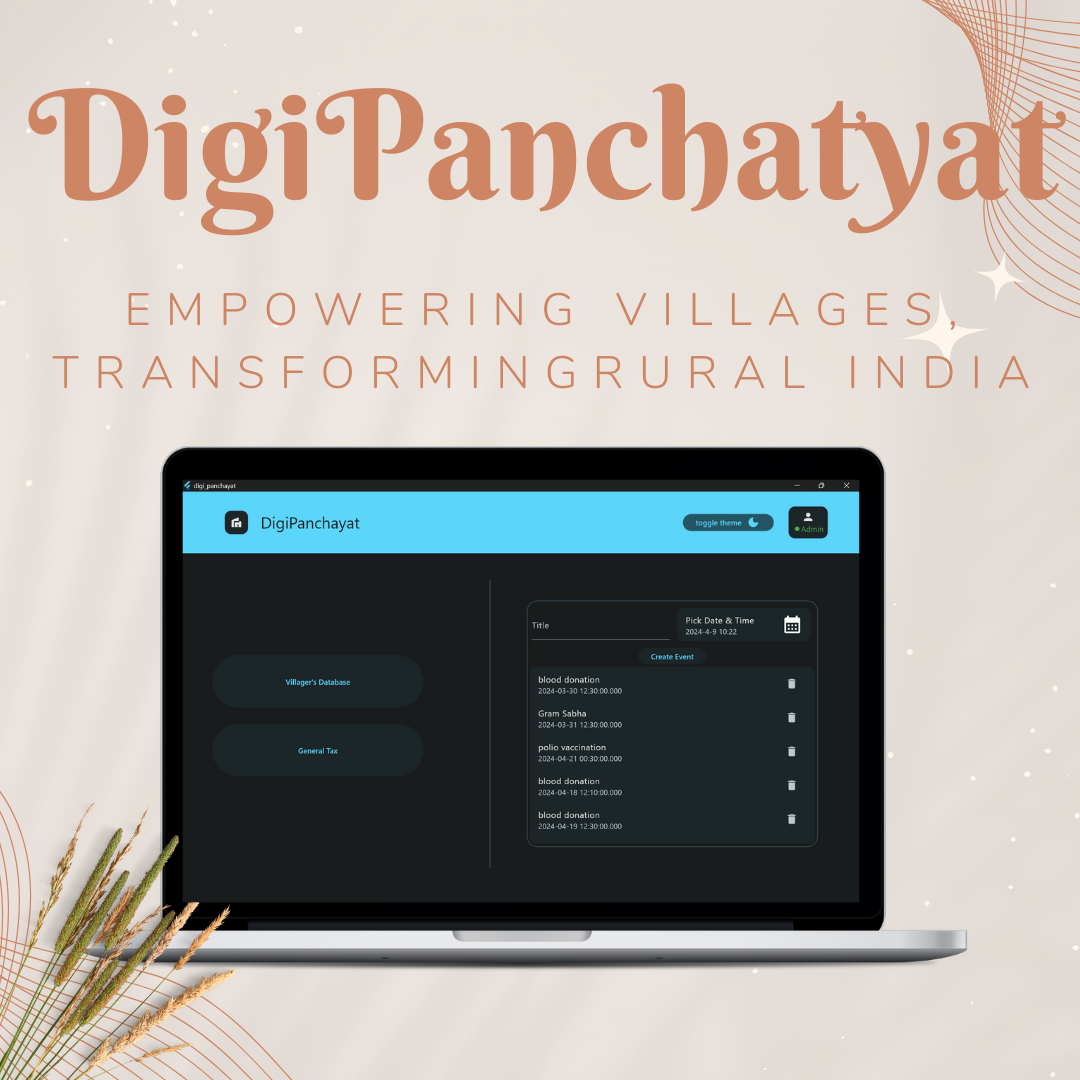 DigiPanchatyat
EMPOWERING VILLAGES,
TRANSFORMINGRURAL INDIA
digi_panchayat
DigiPanchayat
toggle theme
Admin
Villager's Database
General Tax
Title
Pick Date & Time
2024-4-9 10:22
Create Event
blood donation
2024-03-30 12:30:00.000
Gram Sabha
2024-03-31 12:30:00.000
polio vaccination
2024-04-21 00:30:00.000
blood donation
2024-04-18 12:10:00.000
blood donation
2024-04-19 12:30:00.000